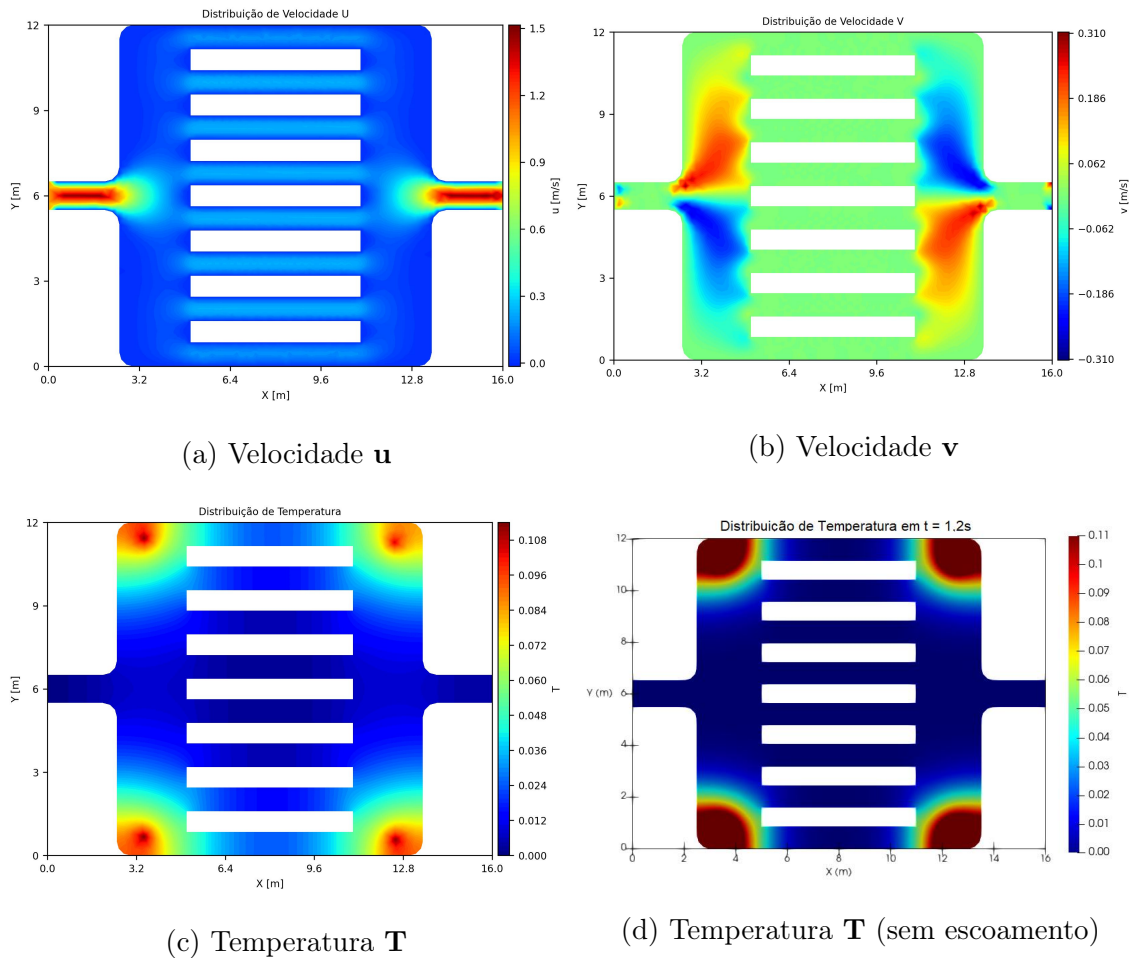 Distribuição de Velocidade U
12
9
6
3
0
Y [m]
0.0 3.2 6.4 9.6 12.8 16.0
X [m]
1.5
1.2
0.9
0.6
0.3
0.0
u [m/s]
(a) Velocidade u
Distribuição de Velocidade V
12
9
6
3
0
Y [m]
0.0 3.2 6.4 9.6 12.8 16.0
X [m]
0.310
0.186
0.062
−0.062
−0.186
−0.310
v [m/s]
(b) Velocidade v
Distribuição de Temperatura
12
9
6
3
0
Y [m]
0.0 3.2 6.4 9.6 12.8 16.0
X [m]
0.108
0.096
0.084
0.072
0.060
0.048
0.036
0.024
0.012
0.000
T
(c) Temperatura T
Distribuição de Temperatura em t = 1.2s
12
10
8
Y (m) 6
4
2
0
0 2 4 6 8 10 12 14 16
X (m)
0.11
0.10
0.09
0.08
0.07
0.06
0.05
0.04
0.03
0.02
0.01
0.00
T
(d) Temperatura T (sem escoamento)